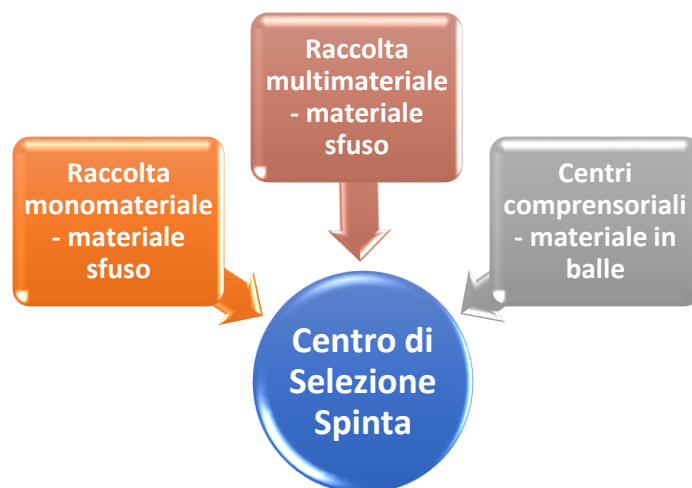 Raccolta
multimateriale
- materiale
sfuso
Raccolta
monomateriale
- materiale
sfuso
Centri
comprensoriali
- materiale in
balle
Centro di
Selezione
Spinta